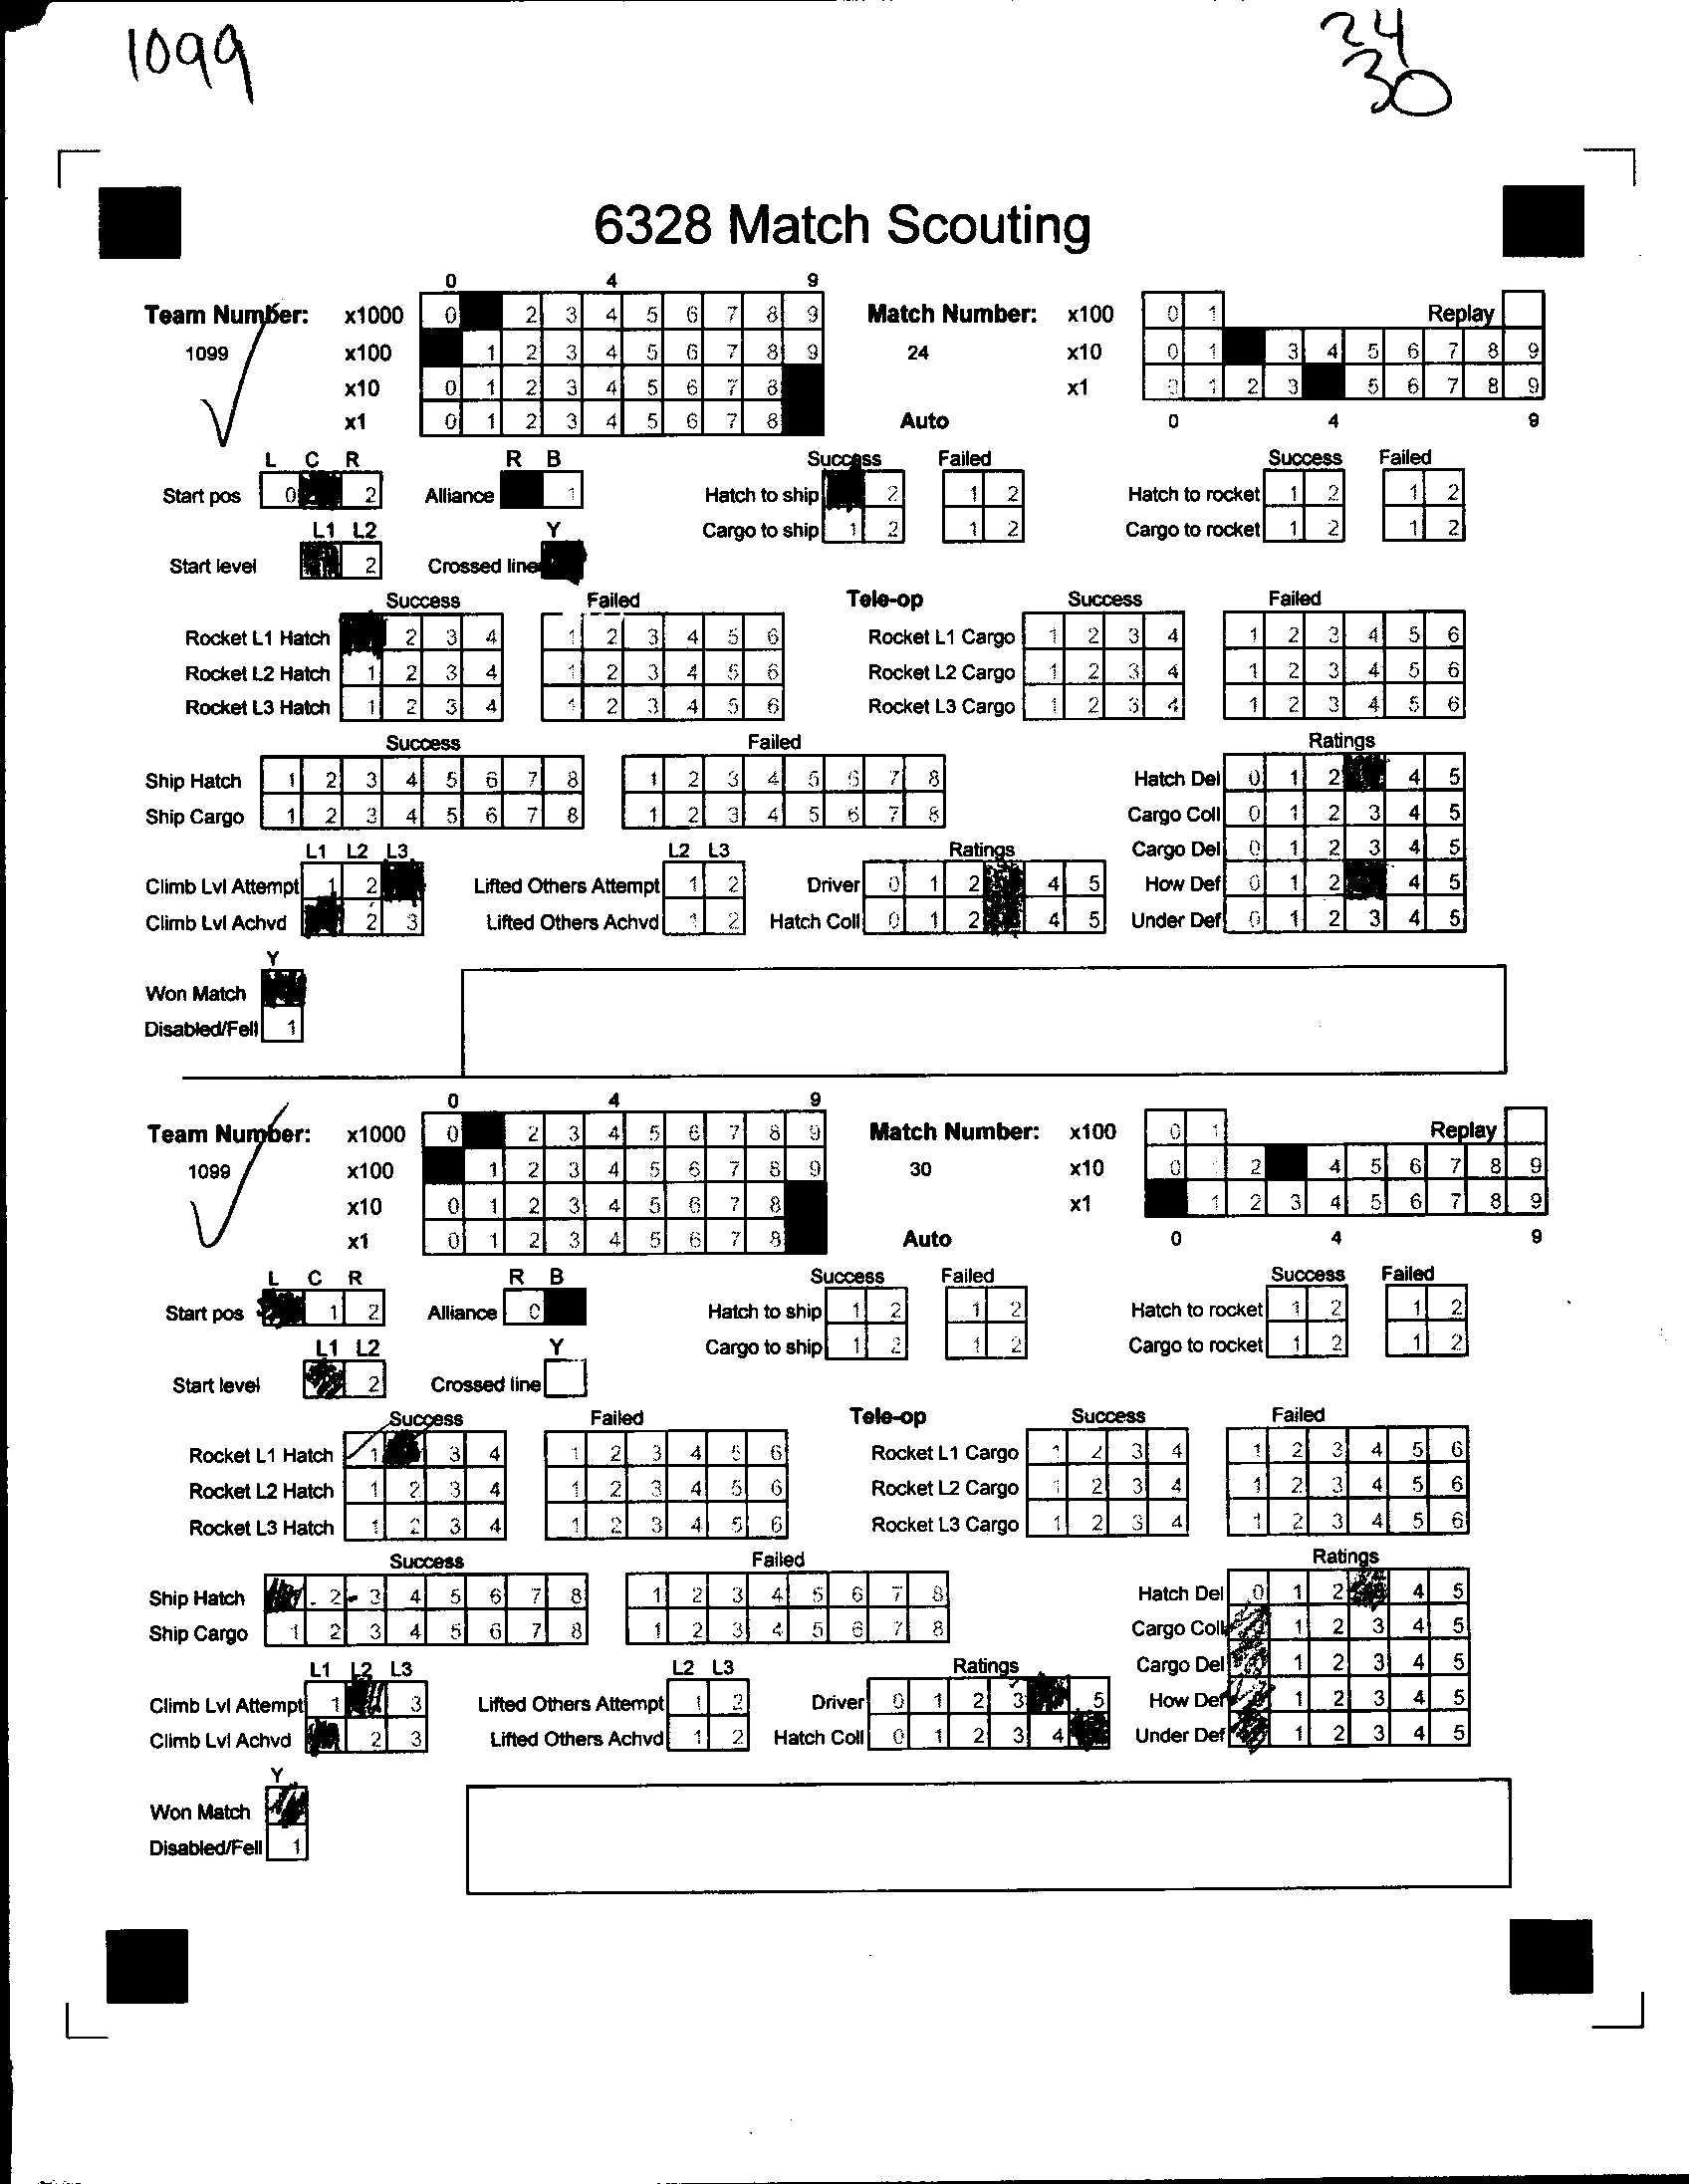 1099
24
30
6328 Match Scouting
0 4 9
Team Number: x1000 0 2 3 4 5 6 7 8 9 Match Number: x100 0 1 Replay
1099 x100 1 2 3 4 5 6 7 8 9 24 x10 0 1 3 4 5 6 7 8 9
x10 0 1 2 3 4 5 6 7 8 x1 0 1 2 3 5 6 7 8 9
x1 0 1 2 3 4 5 6 7 8 Auto 0 4 9
L C R R B Success Failed Success Failed
Start pos 0 2 Alliance 1 Hatch to ship 2 1 2 Hatch to rocket 1 2 1 2
L1 L2 Y Cargo to ship 1 2 1 2 Cargo to rocket 1 2 1 2
Start level 2 Crossed line
Success Failed Tele-op Success Failed
Rocket L1 Hatch 2 3 4 1 2 3 4 5 6 Rocket L1 Cargo 1 2 3 4 1 2 3 4 5 6
Rocket L2 Hatch 1 2 3 4 1 2 3 4 5 6 Rocket L2 Cargo 1 2 3 4 1 2 3 4 5 6
Rocket L3 Hatch 1 2 3 4 1 2 3 4 5 6 Rocket L3 Cargo 1 2 3 4 1 2 3 4 5 6
Success Failed Ratings
Ship Hatch 1 2 3 4 5 6 7 8 1 2 3 4 5 6 7 8 Hatch Del 0 1 2 4 5
Ship Cargo 1 2 3 4 5 6 7 8 1 2 3 4 5 6 7 8 Cargo Coll 0 1 2 3 4 5
L1 L2 L3 L2 L3 Ratings Cargo Del 0 1 2 3 4 5
Climb Lvl Attempt 1 2 Lifted Others Attempt 1 2 Driver 0 1 2 4 5 How Def 0 1 2 4 5
Climb Lvl Achvd 2 3 Lifted Others Achvd 1 2 Hatch Coll 0 1 2 4 5 Under Def 0 1 2 3 4 5
Y
Won Match
Disabled/Fell 1
0 4 9
Team Number: x1000 0 2 3 4 5 6 7 8 9 Match Number: x100 0 1 Replay
1099 x100 1 2 3 4 5 6 7 8 9 30 x10 0 1 2 4 5 6 7 8 9
x10 0 1 2 3 4 5 6 7 8 x1 1 2 3 4 5 6 7 8 9
x1 0 1 2 3 4 5 6 7 8 Auto 0 4 9
L C R R B Success Failed Success Failed
Start pos 1 2 Alliance 0 Hatch to ship 1 2 1 2 Hatch to rocket 1 2 1 2
L1 L2 Y Cargo to ship 1 2 1 2 Cargo to rocket 1 2 1 2
Start level 2 Crossed line
Success Failed Tele-op Success Failed
Rocket L1 Hatch 1 3 4 1 2 3 4 5 6 Rocket L1 Cargo 1 2 3 4 1 2 3 4 5 6
Rocket L2 Hatch 1 2 3 4 1 2 3 4 5 6 Rocket L2 Cargo 1 2 3 4 1 2 3 4 5 6
Rocket L3 Hatch 1 2 3 4 1 2 3 4 5 6 Rocket L3 Cargo 1 2 3 4 1 2 3 4 5 6
Success Failed Ratings
Ship Hatch 2 3 4 5 6 7 8 1 2 3 4 5 6 7 8 Hatch Del 0 1 2 4 5
Ship Cargo 1 2 3 4 5 6 7 8 1 2 3 4 5 6 7 8 Cargo Coll 1 2 3 4 5
L1 L2 L3 L2 L3 Ratings Cargo Del 1 2 3 4 5
Climb Lvl Attempt 1 3 Lifted Others Attempt 1 2 Driver 0 1 2 3 5 How Def 1 2 3 4 5
Climb Lvl Achvd 2 3 Lifted Others Achvd 1 2 Hatch Coll 0 1 2 3 4 Under Def 1 2 3 4 5
Y
Won Match
Disabled/Fell 1